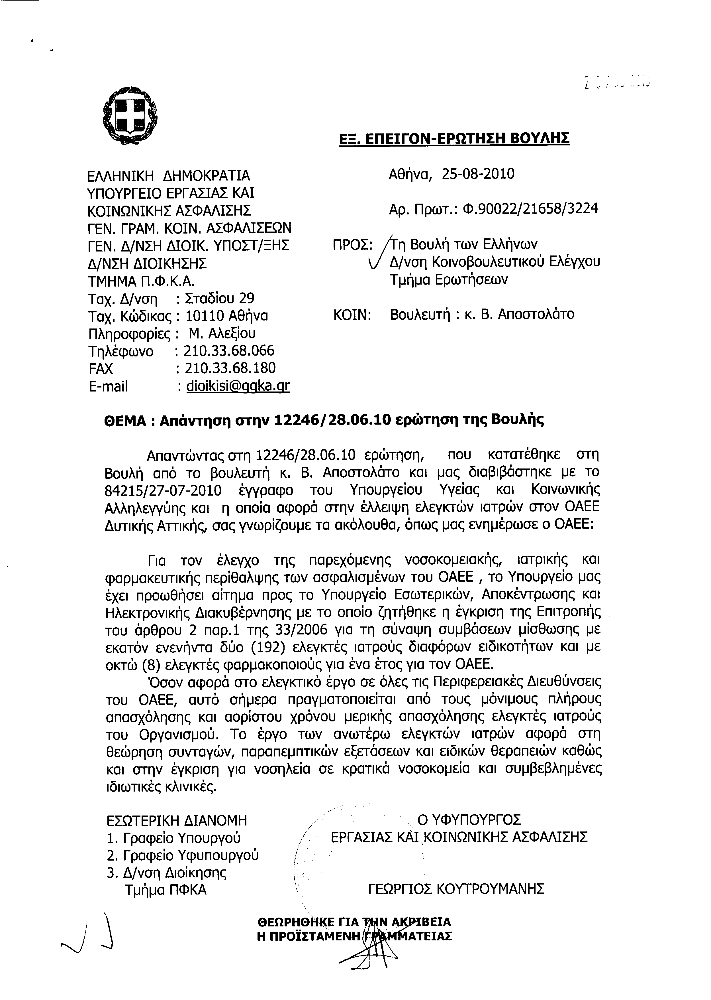 ΕΞ. ΕΠΕΙΓΟΝ-ΕΡΩΤΗΣΗ ΒΟΥΛΗΣ
ΕΛΛΗΝΙΚΗ ΔΗΜΟΚΡΑΤΙΑ
ΥΠΟΥΡΓΕΙΟ ΕΡΓΑΣΙΑΣ ΚΑΙ
ΚΟΙΝΩΝΙΚΗΣ ΑΣΦΑΛΙΣΗΣ
ΓΕΝ. ΓΡΑΜ. ΚΟΙΝ. ΑΣΦΑΛΙΣΕΩΝ
ΓΕΝ. Δ/ΝΣΗ ΔΙΟΙΚ. ΥΠΟΣΤ/ΞΗΣ
Δ/ΝΣΗ ΔΙΟΙΚΗΣΗΣ
ΤΜΗΜΑ Π.Φ.Κ.Α.
Ταχ. Δ/νση : Σταδίου 29
Ταχ. Κώδικας : 10110 Αθήνα
Πληροφορίες : Μ. Αλεξίου
Τηλέφωνο : 210.33.68.066
FAX : 210.33.68.180
E-mail : dioikisi@ggka.gr
Αθήνα, 25-08-2010
Αρ. Πρωτ.: Φ.90022/21658/3224
ΠΡΟΣ: Τη Βουλή των Ελλήνων
Δ/νση Κοινοβουλευτικού Ελέγχου
Τμήμα Ερωτήσεων
ΚΟΙΝ: Βουλευτή : κ. Β. Αποστολάτο
ΘΕΜΑ : Απάντηση στην 12246/28.06.10 ερώτηση της Βουλής
Απαντώντας στη 12246/28.06.10 ερώτηση, που κατατέθηκε στη
Βουλή από το βουλευτή κ. Β. Αποστολάτο και μας διαβιβάστηκε με το
84215/27-07-2010 έγγραφο του Υπουργείου Υγείας και Κοινωνικής
Αλληλεγγύης και η οποία αφορά στην έλλειψη ελεγκτών ιατρών στον ΟΑΕΕ
Δυτικής Αττικής, σας γνωρίζουμε τα ακόλουθα, όπως μας ενημέρωσε ο ΟΑΕΕ:
Για τον έλεγχο της παρεχόμενης νοσοκομειακής, ιατρικής και
φαρμακευτικής περίθαλψης των ασφαλισμένων του ΟΑΕΕ , το Υπουργείο μας
έχει προωθήσει αίτημα προς το Υπουργείο Εσωτερικών, Αποκέντρωσης και
Ηλεκτρονικής Διακυβέρνησης με το οποίο ζητήθηκε η έγκριση της Επιτροπής
του άρθρου 2 παρ.1 της 33/2006 για τη σύναψη συμβάσεων μίσθωσης με
εκατόν ενενήντα δύο (192) ελεγκτές ιατρούς διαφόρων ειδικοτήτων και με
οκτώ (8) ελεγκτές φαρμακοποιούς για ένα έτος για τον ΟΑΕΕ.
Όσον αφορά στο ελεγκτικό έργο σε όλες τις Περιφερειακές Διευθύνσεις
του ΟΑΕΕ, αυτό σήμερα πραγματοποιείται από τους μόνιμους πλήρους
απασχόλησης και αορίστου χρόνου μερικής απασχόλησης ελεγκτές ιατρούς
του Οργανισμού. Το έργο των ανωτέρω ελεγκτών ιατρών αφορά στη
θεώρηση συνταγών, παραπεμπτικών εξετάσεων και ειδικών θεραπειών καθώς
και στην έγκριση για νοσηλεία σε κρατικά νοσοκομεία και συμβεβλημένες
ιδιωτικές κλινικές.
ΕΣΩΤΕΡΙΚΗ ΔΙΑΝΟΜΗ
1. Γραφείο Υπουργού
2. Γραφείο Υφυπουργού
3. Δ/νση Διοίκησης
Τμήμα ΠΦΚΑ
Ο ΥΦΥΠΟΥΡΓΟΣ
ΕΡΓΑΣΙΑΣ ΚΑΙ ΚΟΙΝΩΝΙΚΗΣ ΑΣΦΑΛΙΣΗΣ
ΓΕΩΡΓΙΟΣ ΚΟΥΤΡΟΥΜΑΝΗΣ
ΘΕΩΡΗΘΗΚΕ ΓΙΑ ΤΗΝ ΑΚΡΙΒΕΙΑ
Η ΠΡΟΪΣΤΑΜΕΝΗ ΓΡΑΜΜΑΤΕΙΑΣ